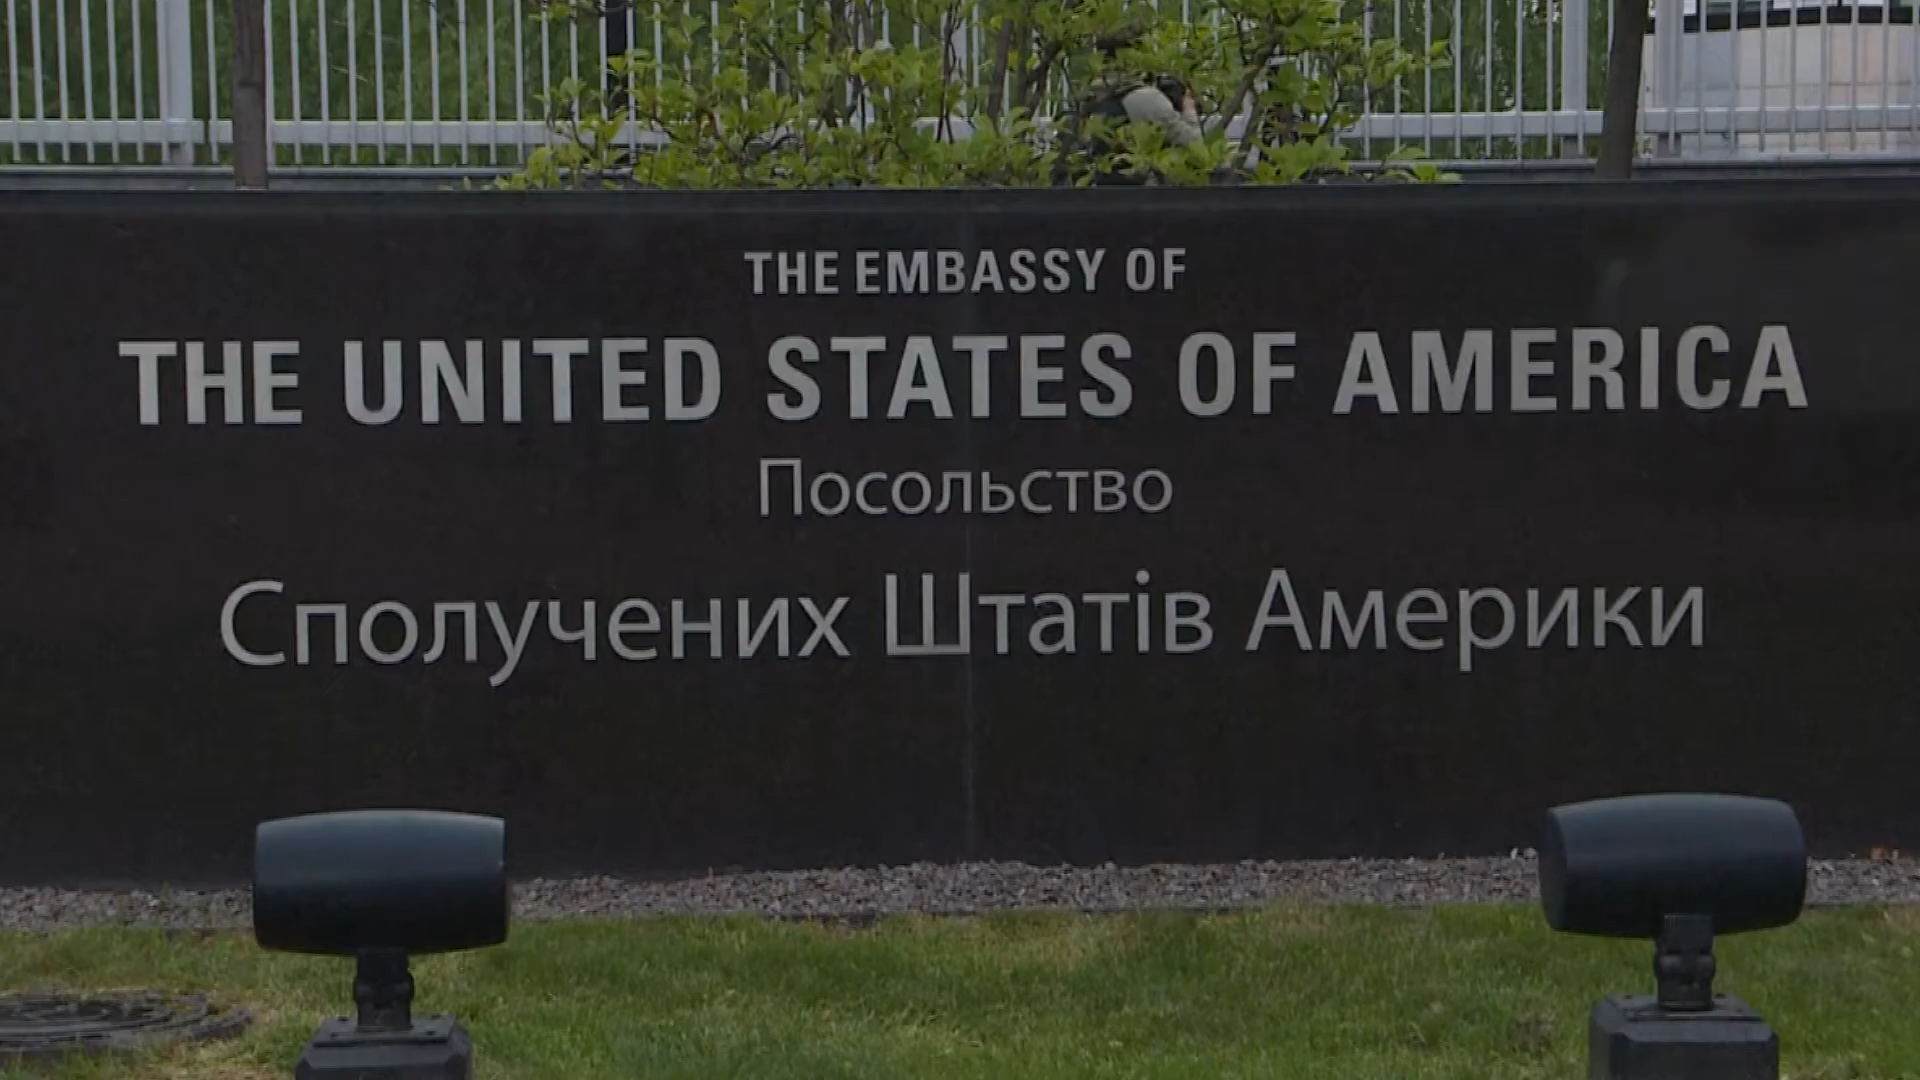 THE EMBASSY OF
THE UNITED STATES OF AMERICA
Посольство
Сполучених Штатів Америки